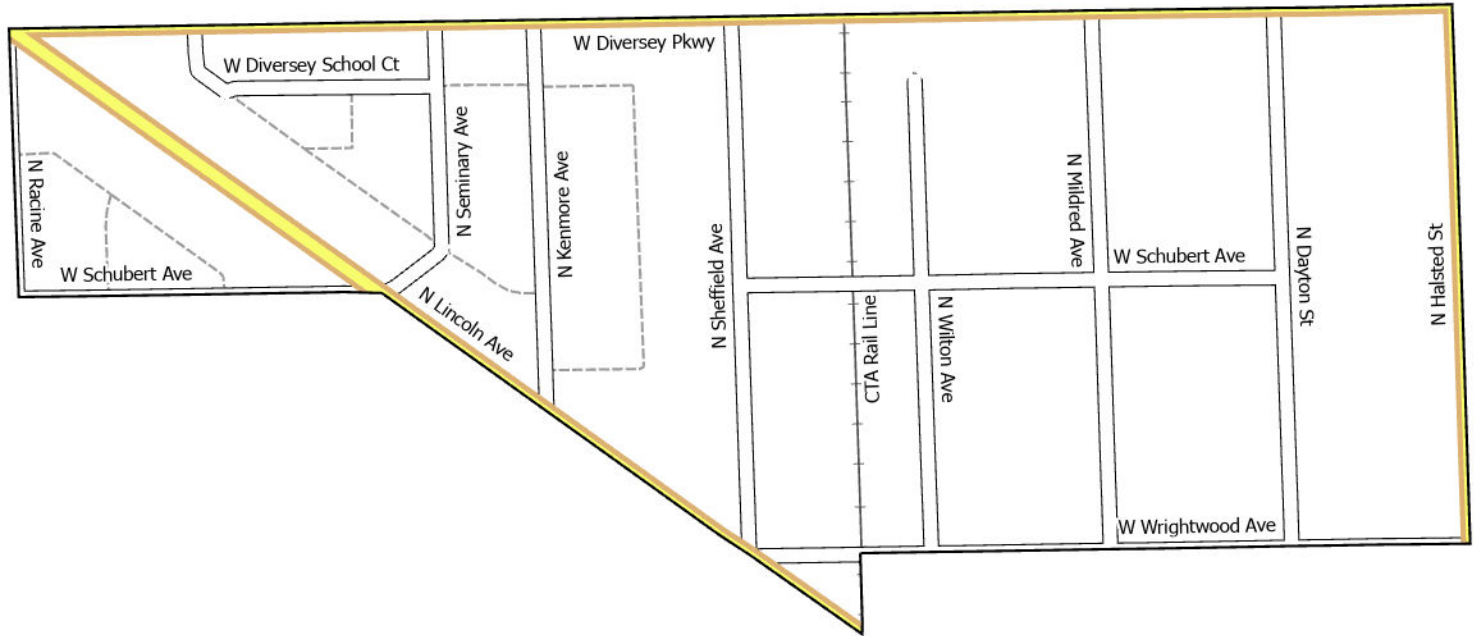 W Diversey Pkwy
W Diversey School Ct
N Seminary Ave
N Kenmore Ave
N Racine Ave
W Schubert Ave
N Lincoln Ave
N Sheffield Ave
CTA Rail Line
N Wilton Ave
N Mildred Ave
W Schubert Ave
N Dayton St
N Halsted St
W Wrightwood Ave